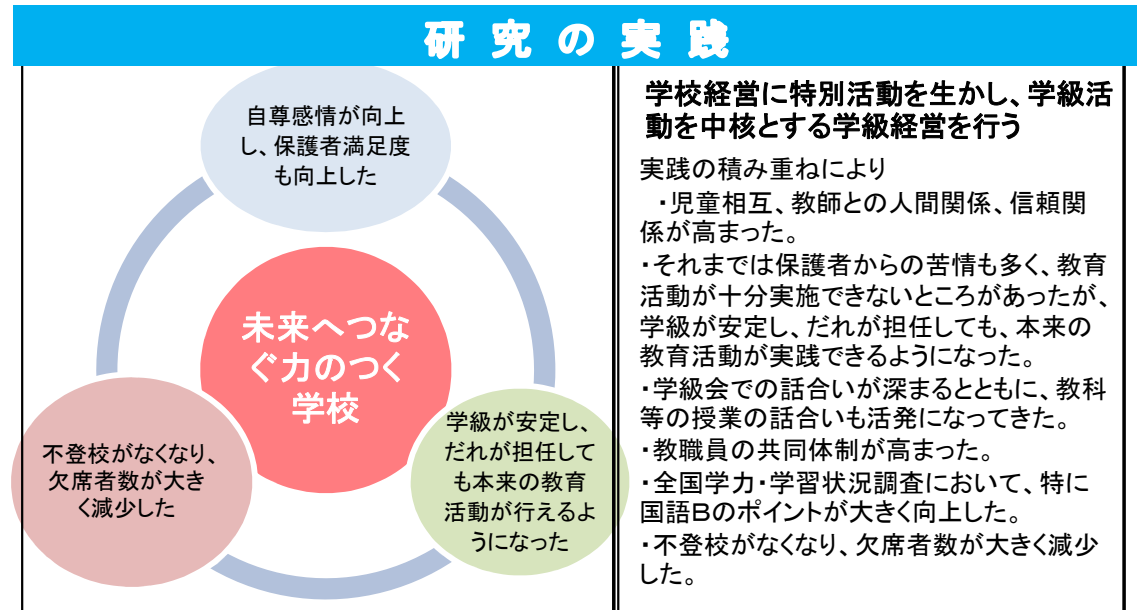 研究の実践
自尊感情が向上
し、保護者満足度
も向上した
未来へつな
ぐ力のつく
学校
不登校がなくなり、
欠席者数が大き
く減少した
学級が安定し、
だれが担任して
も本来の教育
活動が行えるよ
うになった
学校経営に特別活動を生かし、学級活
動を中核とする学級経営を行う
実践の積み重ねにより
・児童相互、教師との人間関係、信頼関
係が高まった。
・それまでは保護者からの苦情も多く、教育
活動が十分実施できないところがあったが、
学級が安定し、だれが担任しても、本来の
教育活動が実践できるようになった。
・学級会での話合いが深まるとともに、教科
等の授業の話合いも活発になってきた。
・教職員の共同体制が高まった。
・全国学力・学習状況調査において、特に
国語Bのポイントが大きく向上した。
・不登校がなくなり、欠席者数が大きく減少
した。